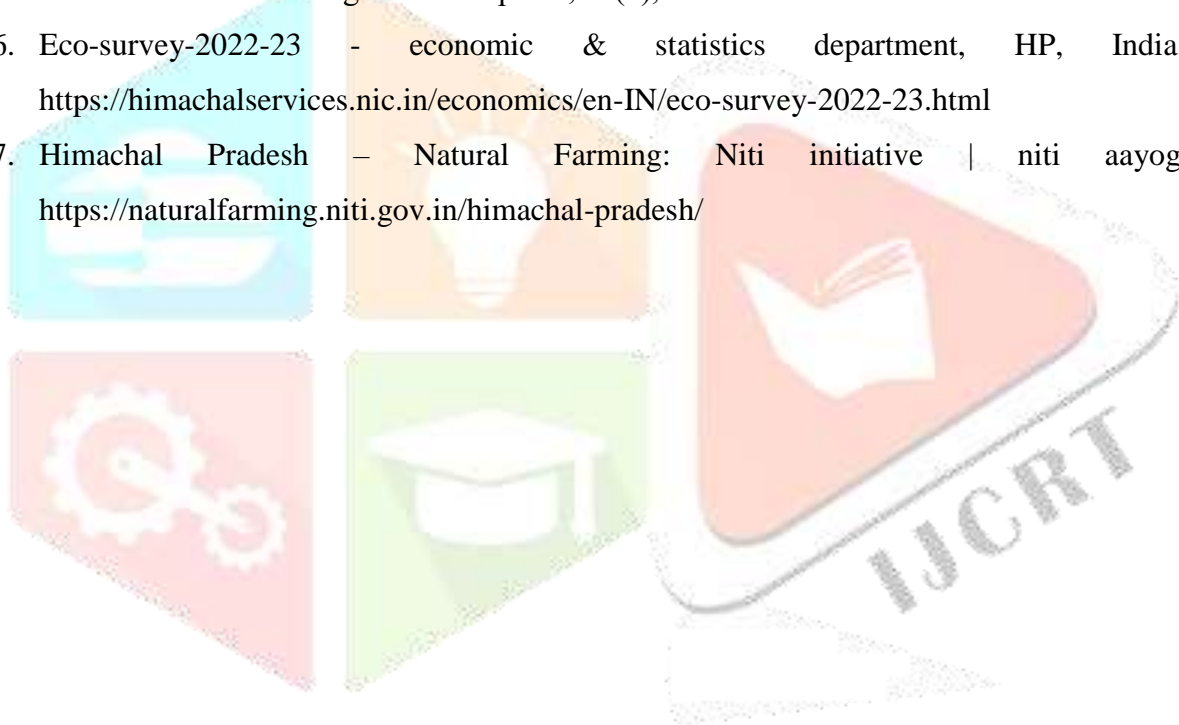 6. Eco-survey-2022-23 - economic & statistics department, HP, India
https://himachalservices.nic.in/economics/en-IN/eco-survey-2022-23.html
7. Himachal Pradesh – Natural Farming: Niti initiative | niti aayog
https://naturalfarming.niti.gov.in/himachal-pradesh/
IJCRT